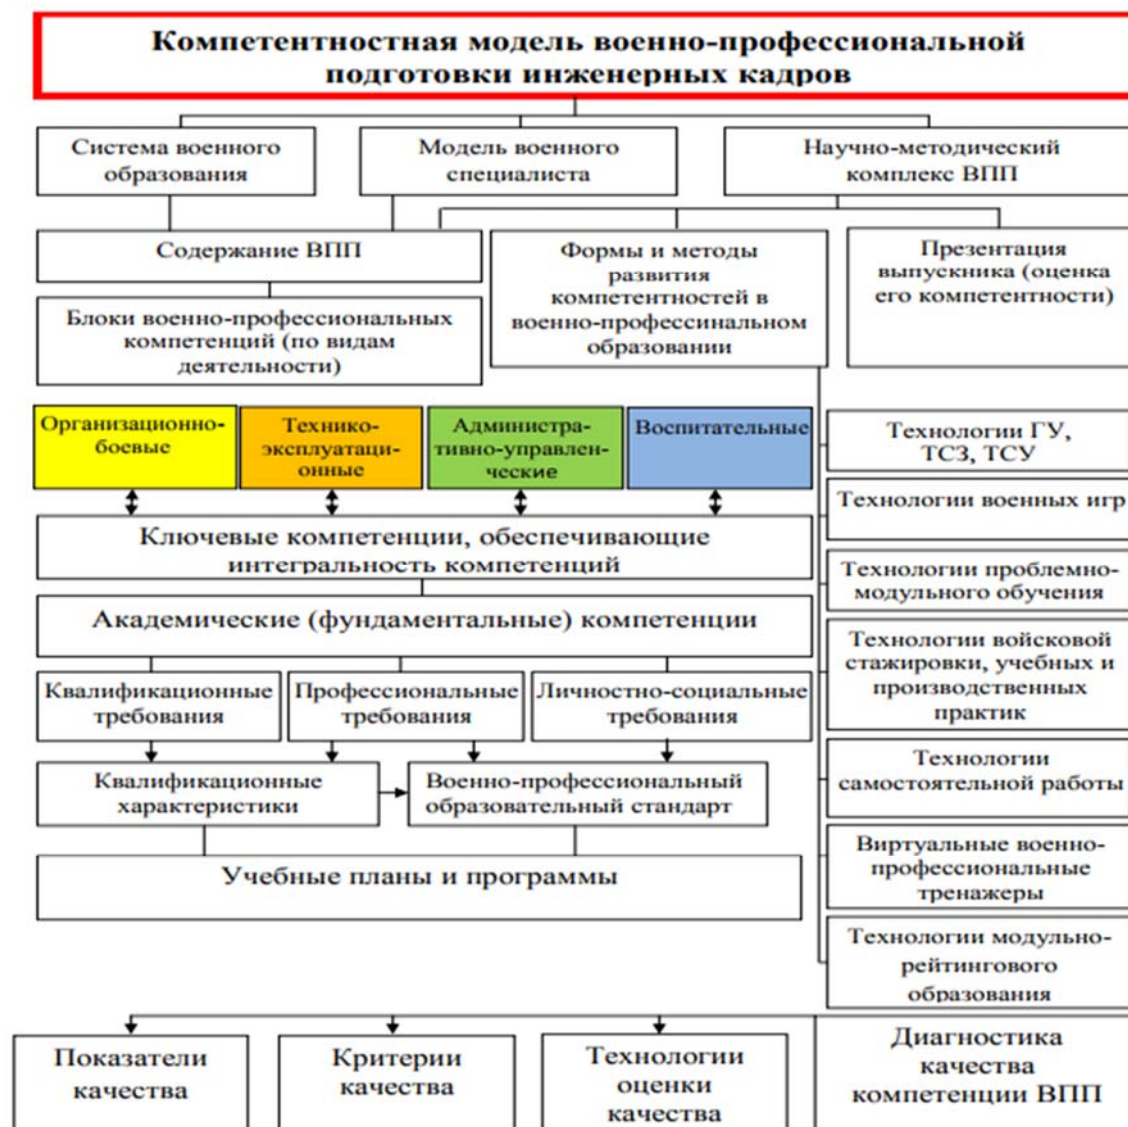 Компетентностная модель военно-профессиональной
подготовки инженерных кадров
Система военного
образования
Модель военного
специалиста
Научно-методический
комплекс ВПП
Содержание ВПП
Формы и методы
развития
компетентностей в
военно-профессинальном
образовании
Презентация
выпускника (оценка
его компетентности)
Блоки военно-профессиональных
компетенций (по видам
деятельности)
Организационно-
боевые
Технико-
эксплуатаци-
онные
Администра-
тивно-управлен-
ческие
Воспитательные
Технологии ГУ,
ТСЗ, ТСУ
Технологии военных игр
Технологии проблемно-
модульного обучения
Технологии войсковой
стажировки, учебных и
производственных
практик
Технологии
самостоятельной работы
Виртуальные военно-
профессиональные
тренажеры
Технологии модульно-
рейтингового
образования
Ключевые компетенции, обеспечивающие
интегральность компетенций
Академические (фундаментальные) компетенции
Квалификационные
требования
Профессиональные
требования
Личностно-социальные
требования
Квалификационные
характеристики
Военно-профессиональный
образовательный стандарт
Учебные планы и программы
Показатели
качества
Критерии
качества
Технологии
оценки
качества
Диагностика
качества
компетенции ВПП